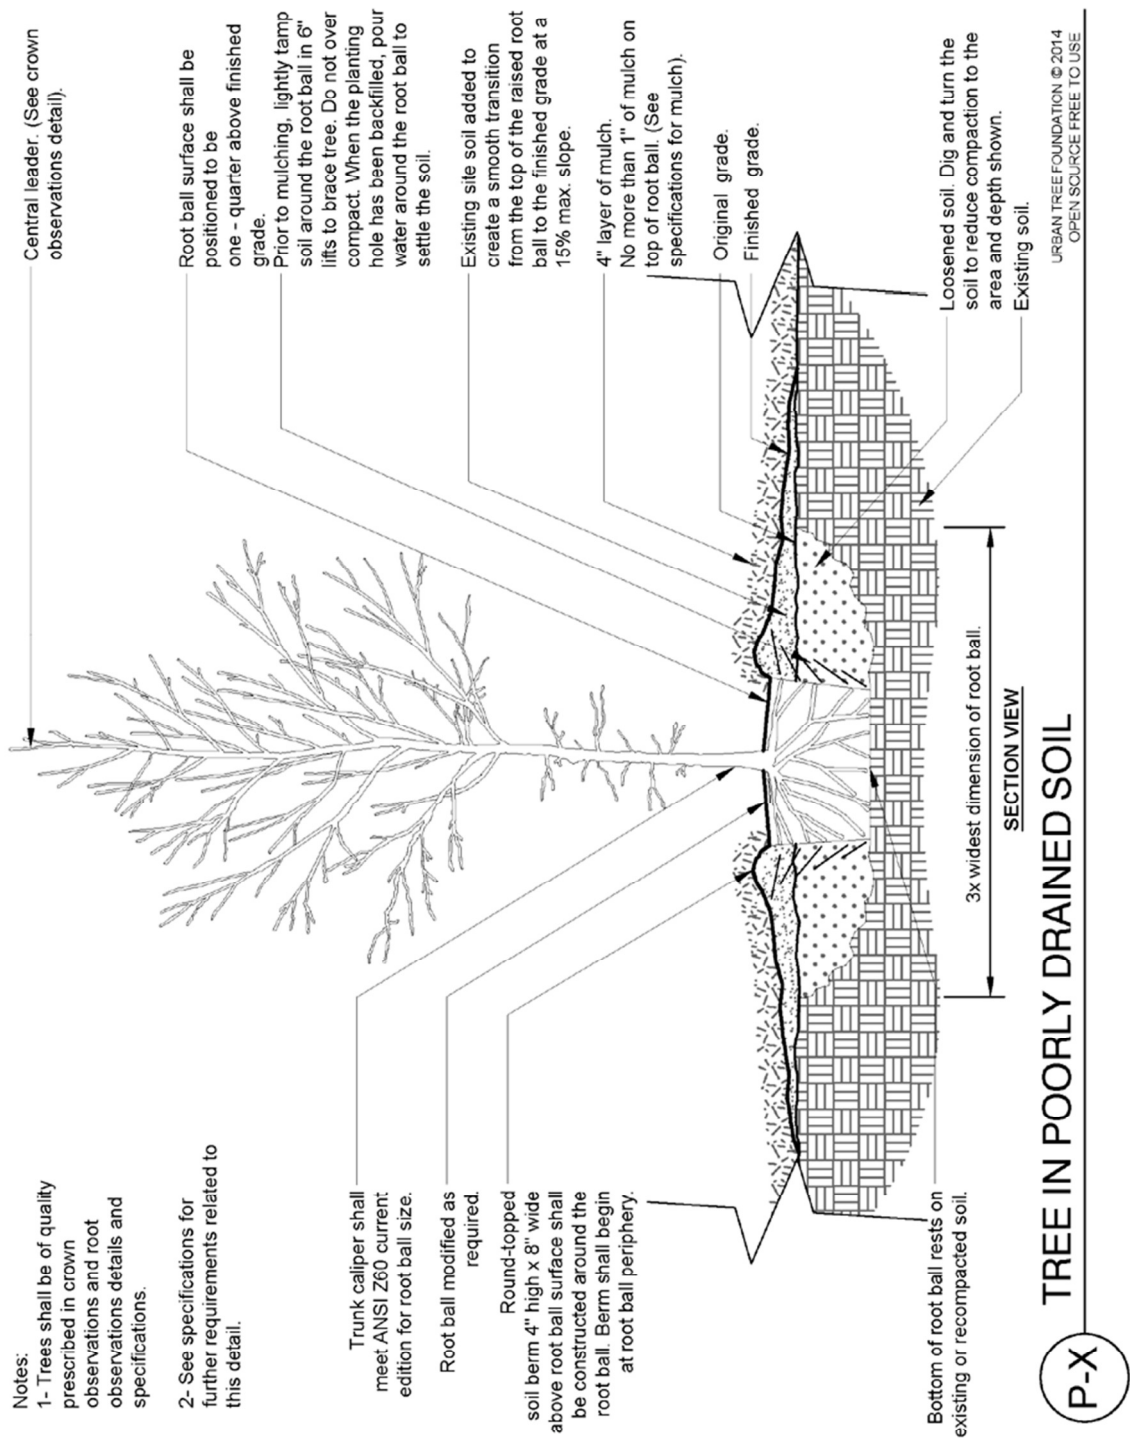 Notes:
1- Trees shall be of quality
prescribed in crown
observations and root
observations details and
specifications.
2- See specifications for
further requirements related to
this detail.
Trunk caliper shall
meet ANSI Z60 current
edition for root ball size.
Root ball modified as
required.
Round-topped
soil berm 4" high x 8" wide
above root ball surface shall
be constructed around the
root ball. Berm shall begin
at root ball periphery.
Bottom of root ball rests on
existing or recompacted soil.
Central leader. (See crown
observations detail).
Root ball surface shall be
positioned to be
one - quarter above finished
grade.
Prior to mulching, lightly tamp
soil around the root ball in 6"
lifts to brace tree. Do not over
compact. When the planting
hole has been backfilled, pour
water around the root ball to
settle the soil.
Existing site soil added to
create a smooth transition
from the top of the raised root
ball to the finished grade at a
15% max. slope.
4" layer of mulch.
No more than 1" of mulch on
top of root ball. (See
specifications for mulch).
Original grade.
Finished grade.
Loosened soil. Dig and turn the
soil to reduce compaction to the
area and depth shown.
Existing soil.
3x widest dimension of root ball.
SECTION VIEW
P-X
TREE IN POORLY DRAINED SOIL
URBAN TREE FOUNDATION © 2014
OPEN SOURCE FREE TO USE